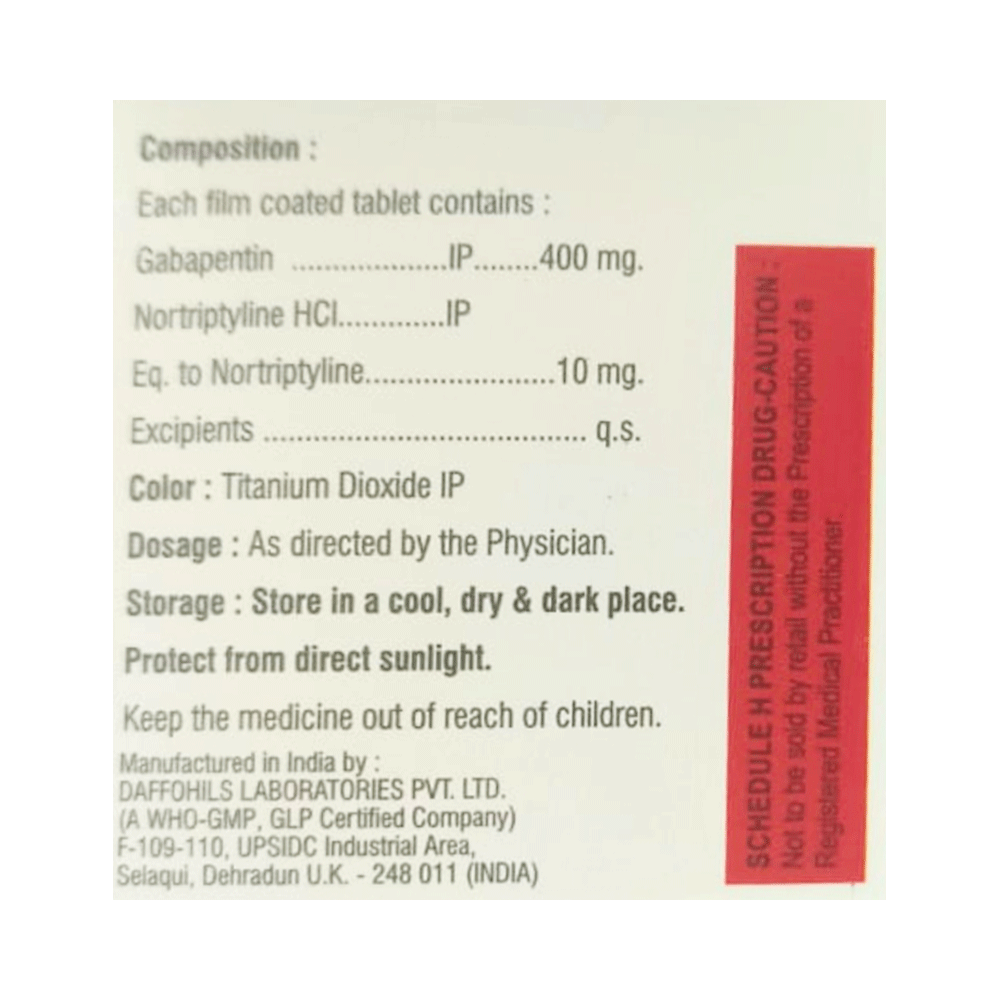 Composition :
Each film coated tablet contains :
Gabapentin ...................IP........400 mg.
Nortriptyline HCl.............IP
Eq. to Nortriptyline.......................10 mg.
Excipients ....................................... q.s.
Color : Titanium Dioxide IP
Dosage : As directed by the Physician.
Storage : Store in a cool, dry & dark place.
Protect from direct sunlight.
Keep the medicine out of reach of children.
Manufactured in India by :
DAFFOHILS LABORATORIES PVT. LTD.
(A WHO-GMP, GLP Certified Company)
F-109-110, UPSIDC Industrial Area,
Selaqui, Dehradun U.K. - 248 011 (INDIA)
SCHEDULE H PRESCRIPTION DRUG-CAUTION :
Not to be sold by retail without the Prescription of a
Registered Medical Practitioner.